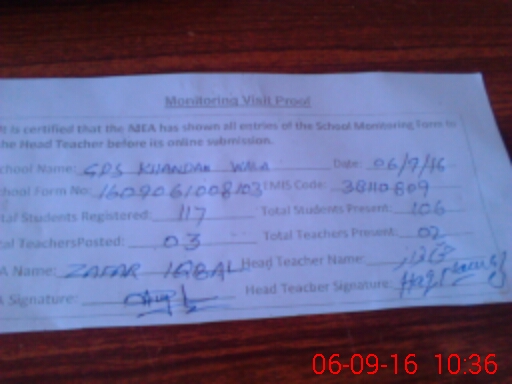 Monitoring Visit Proof
It is certified that the MEA has shown all entries of the School Monitoring Form to
the Head Teacher before its online submission.
School Name: GPS KHANDAN WALA Date: 06/9/16
School Form No: 1609061008103 EMIS Code: 38110609
Total Students Registered: 117 Total Students Present: 106
Total TeachersPosted: 03 Total Teachers Present: 02
A Name: ZAFAR IQBAL Head Teacher Name:
A Signature: Head Teacher Signature:
06-09-16 10:36